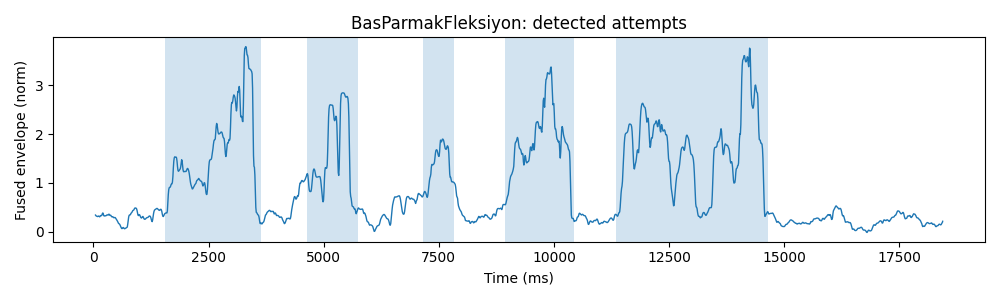 BasParmakFleksiyon: detected attempts
Fused envelope (norm)
3
2
1
0
0 2500 5000 7500 10000 12500 15000 17500
Time (ms)